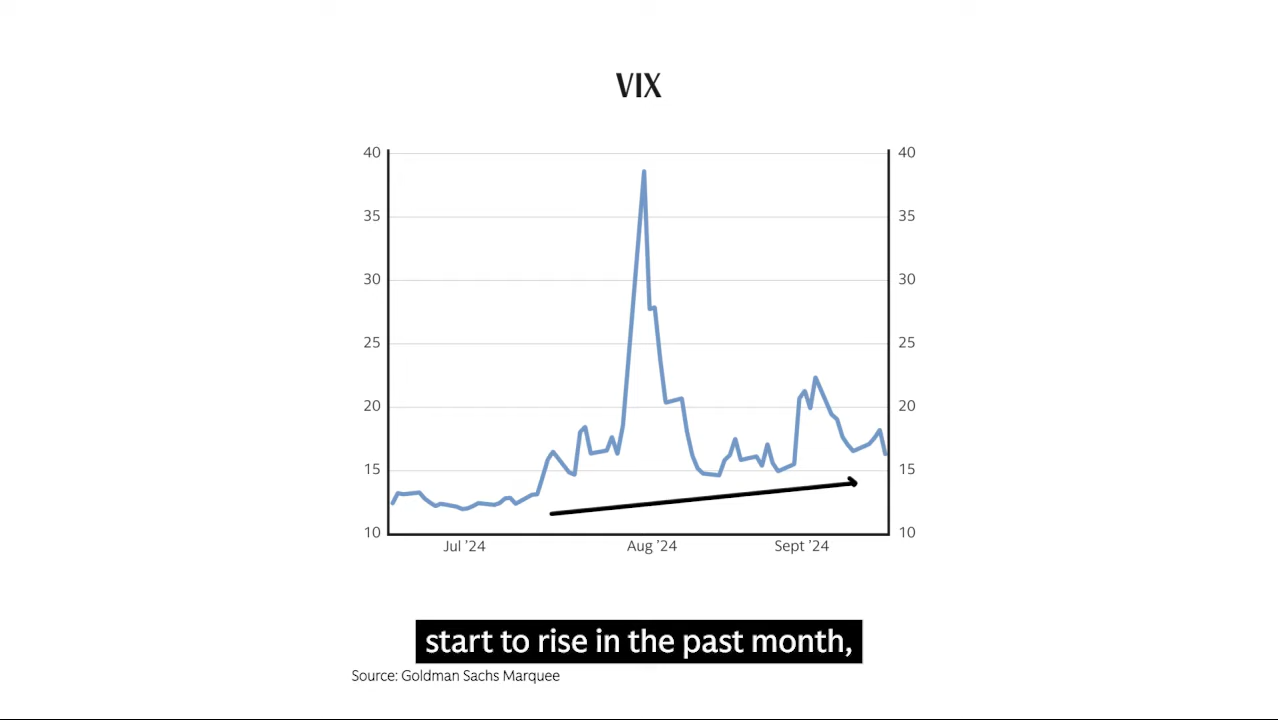 VIX
40 40
35 35
30 30
25 25
20 20
15 15
10 10
Jul ’24 Aug ’24 Sept ’24
start to rise in the past month,
Source: Goldman Sachs Marquee